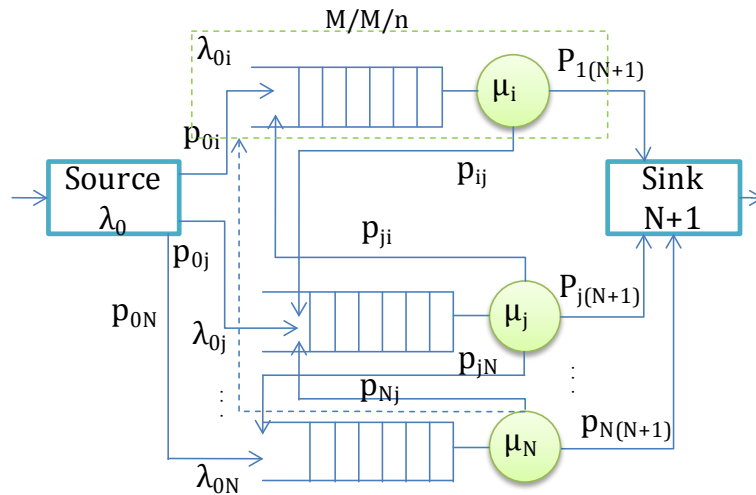 M/M/n
λ0i
μi
P1(N+1)
p0i
pij
Source
λ0
Sink
N+1
pji
p0j
Pj(N+1)
μj
p0N
λ0j
pjN
pNj
...
...
μN
pN(N+1)
λ0N